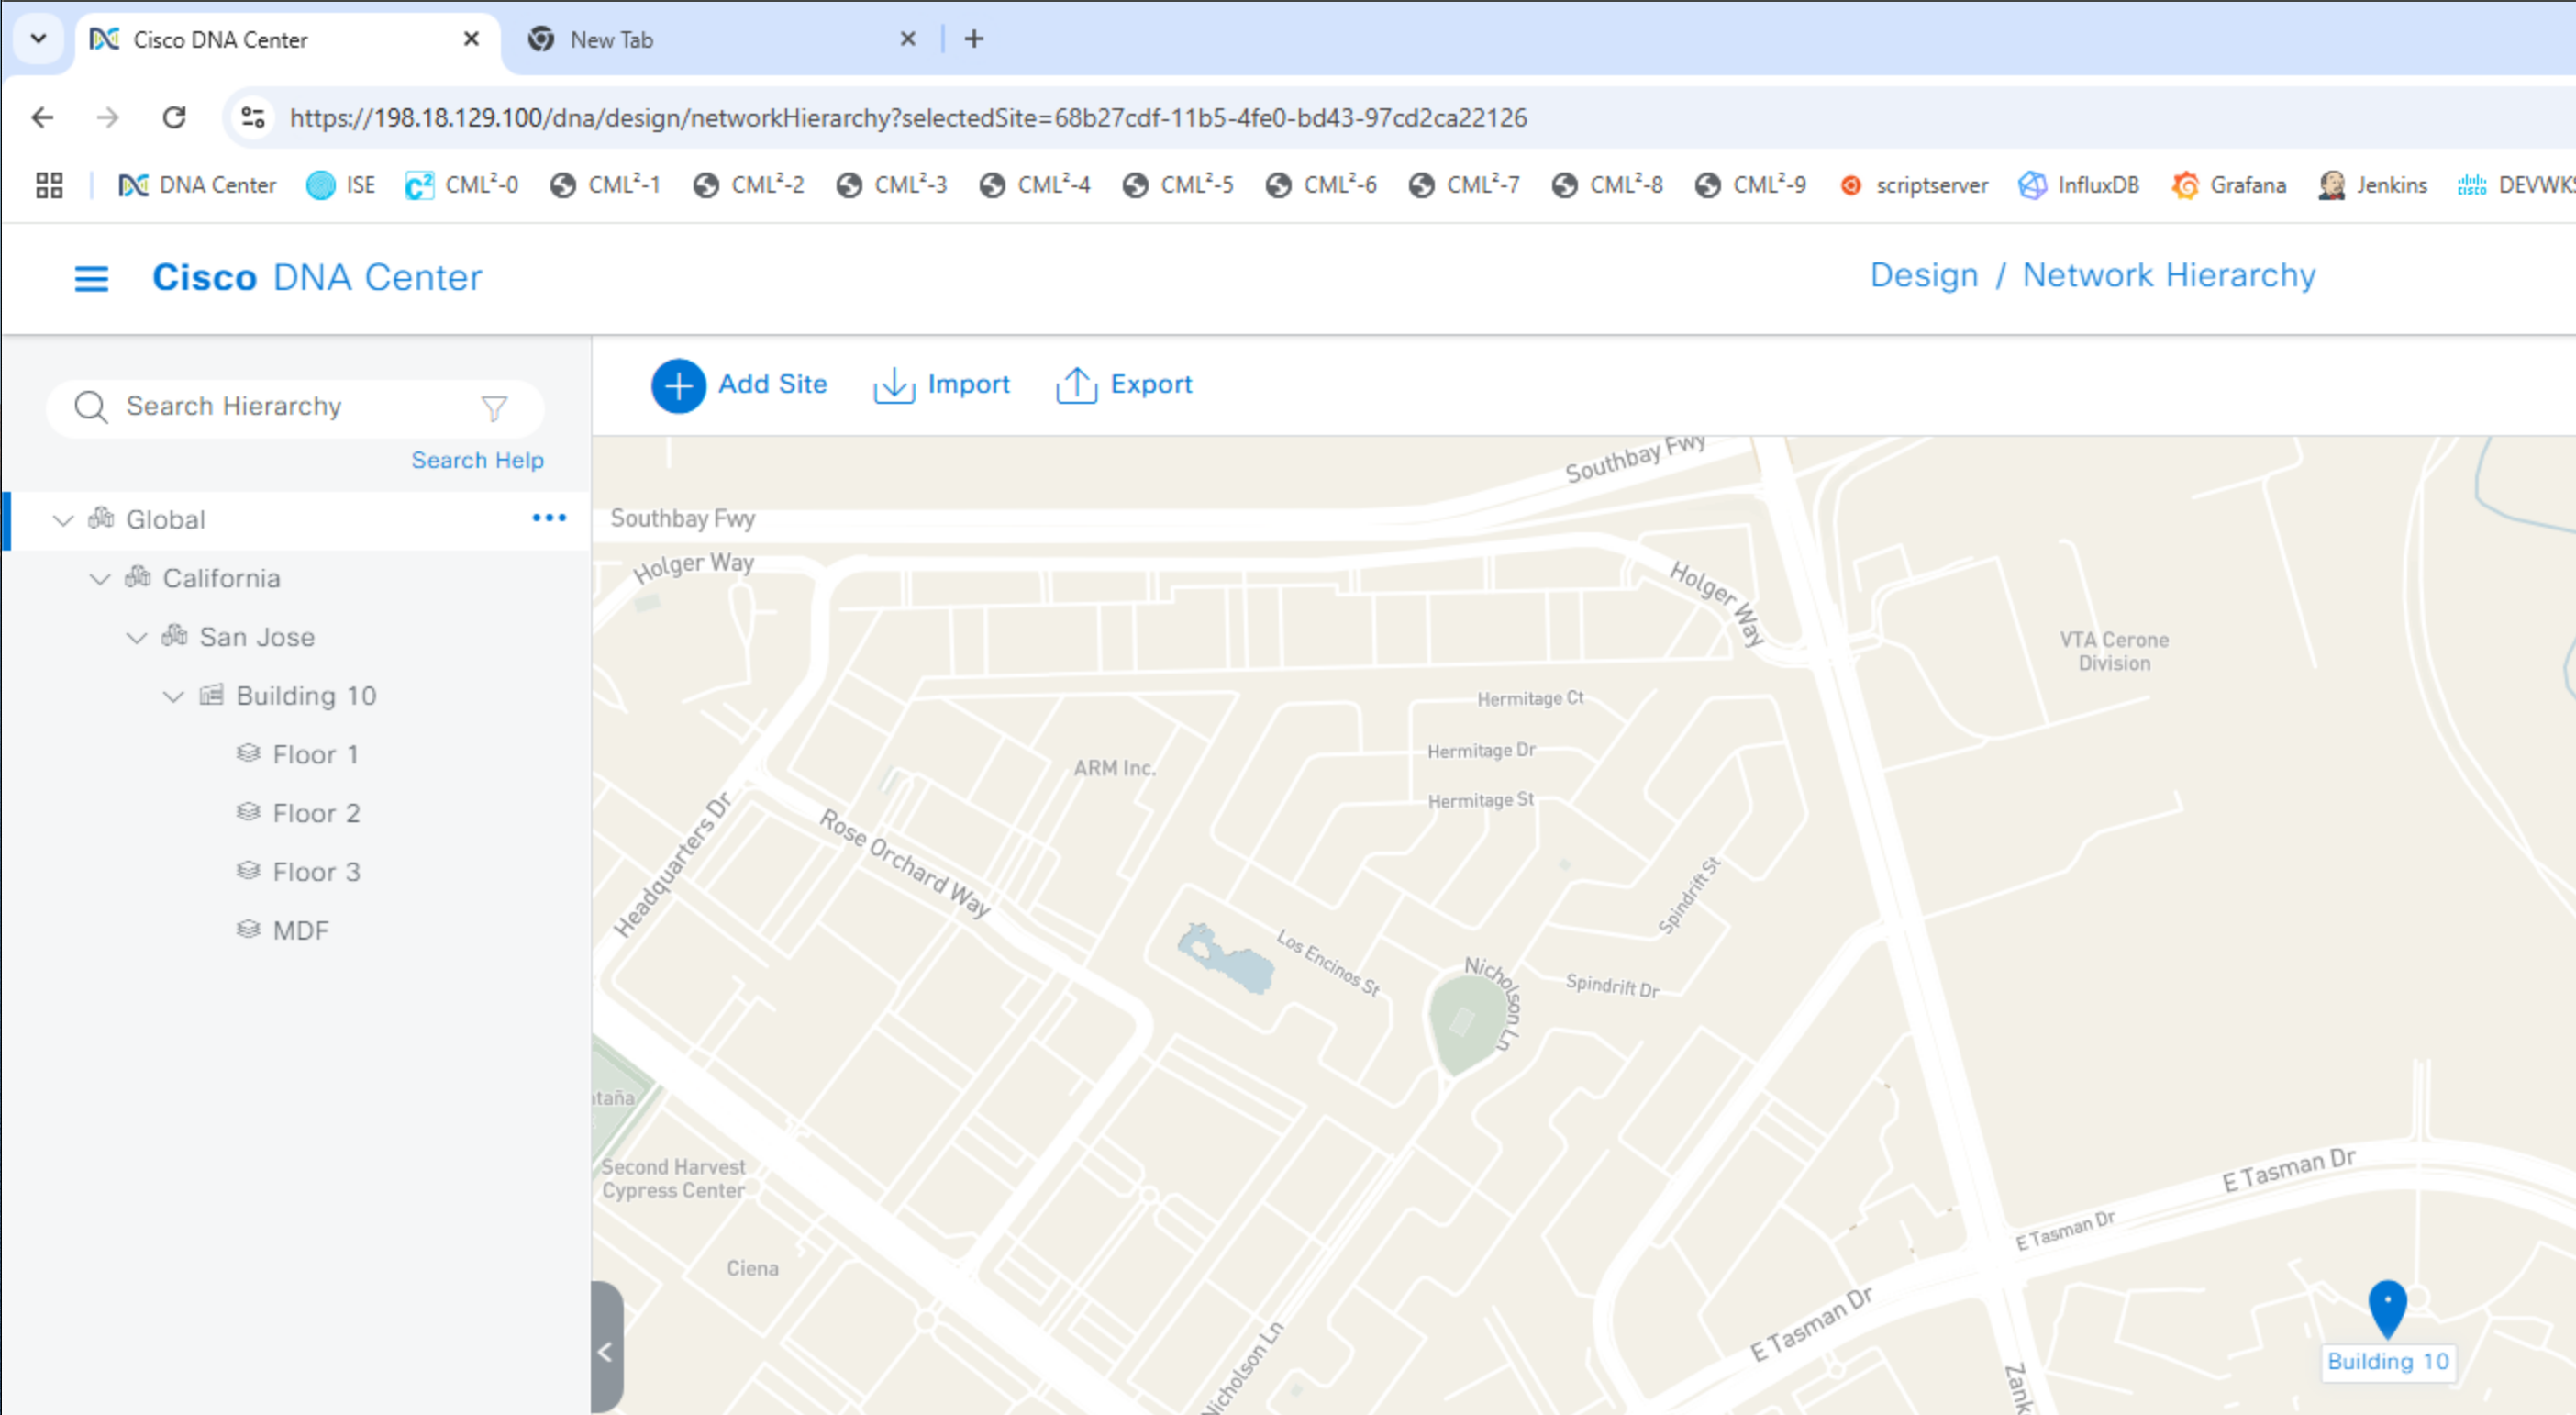 Cisco DNA Center
New Tab
https://198.18.129.100/dna/design/networkHierarchy?selectedSite=68b27cdf-11b5-4fe0-bd43-97cd2ca22126
DNA Center ISE CML²-0 CML²-1 CML²-2 CML²-3 CML²-4 CML²-5 CML²-6 CML²-7 CML²-8 CML²-9 scriptserver InfluxDB Grafana Jenkins DEVWKS
Cisco DNA Center
Design / Network Hierarchy
Search Hierarchy
Search Help
Global
California
San Jose
Building 10
Floor 1
Floor 2
Floor 3
MDF
Add Site Import Export
Southbay Fwy
Southbay Fwy
Holger Way
Holger Way
VTA Cerone
Division
Hermitage Ct
Hermitage Dr
Hermitage St
ARM Inc.
Headquarters Dr
Rose Orchard Way
Spindrift St
Los Encinos St
Nicholson Ln
Spindrift Dr
ntaña
Second Harvest
Cypress Center
Ciena
E Tasman Dr
E Tasman Dr
E Tasman Dr
Nicholson Ln
Zank
Building 10